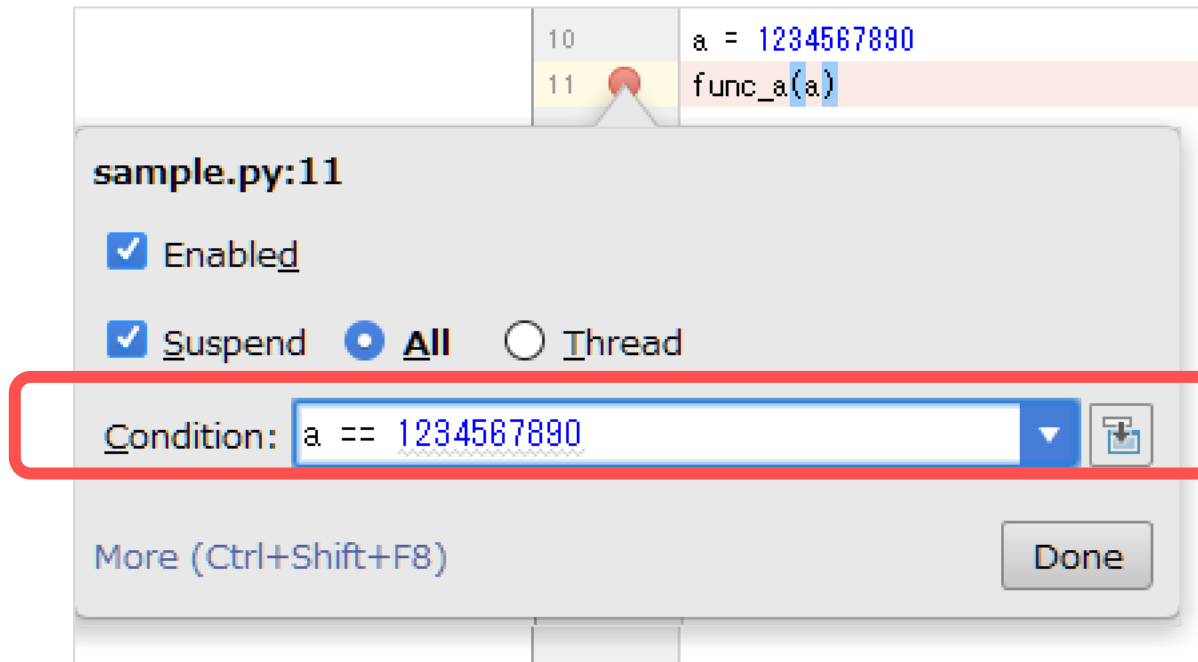 10 a = 1234567890
11 func_a(a)
sample.py:11
Enabled
Suspend All Thread
Condition: a == 1234567890
More (Ctrl+Shift+F8) Done